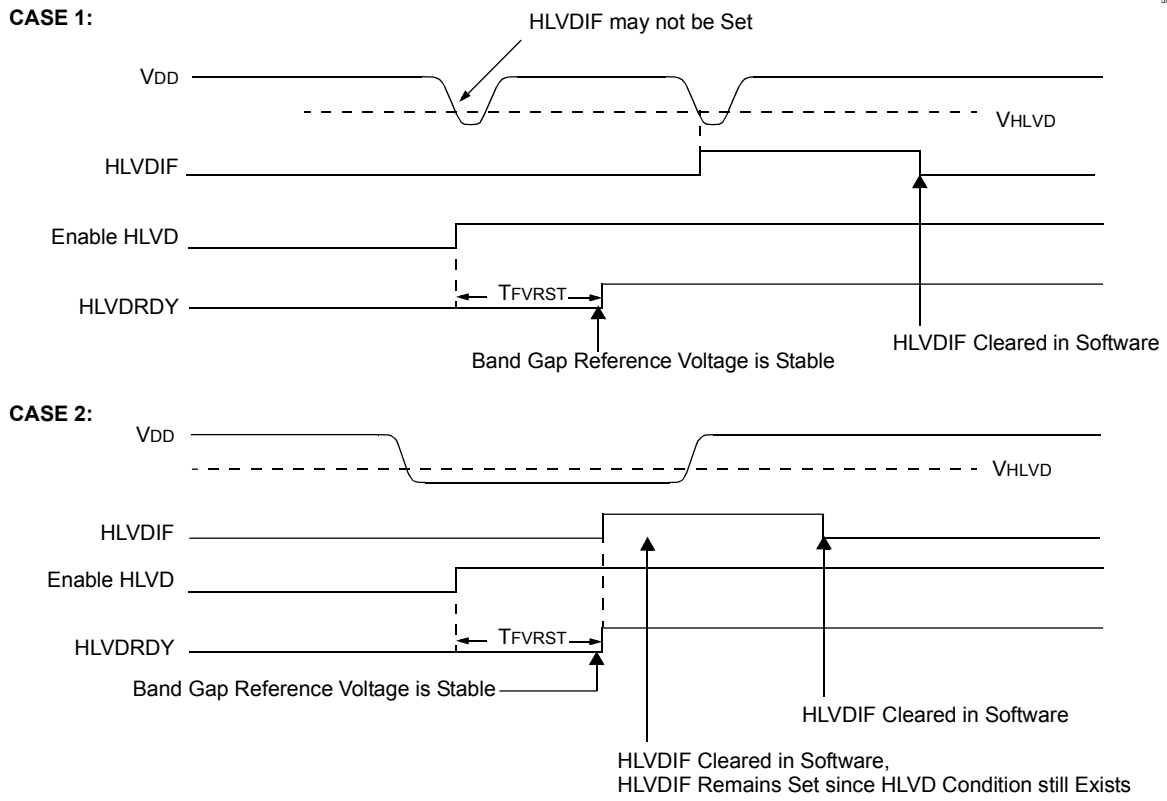 CASE 1:
HLVDIF may not be Set
VDD
VHLVD
HLVDIF
Enable HLVD
TFVRST
HLVDRDY
HLVDIF Cleared in Software
Band Gap Reference Voltage is Stable
CASE 2:
VDD
VHLVD
HLVDIF
Enable HLVD
TFVRST
HLVDRDY
Band Gap Reference Voltage is Stable
HLVDIF Cleared in Software
HLVDIF Cleared in Software,
HLVDIF Remains Set since HLVD Condition still Exists